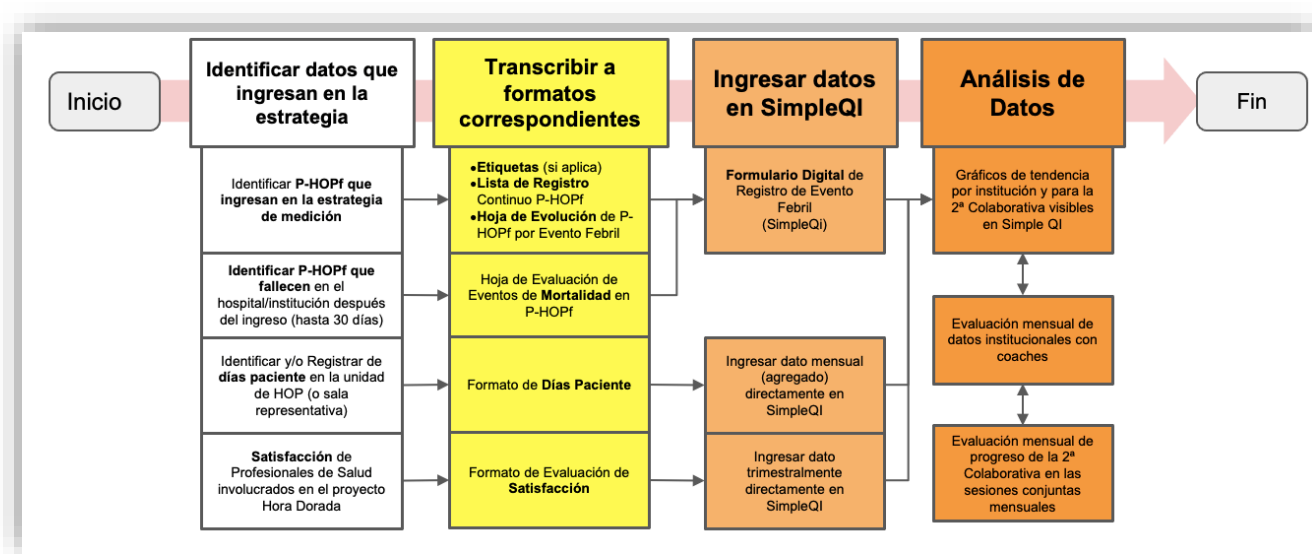 Inicio
Identificar datos que
ingresan en la
estrategia
Transcribir a
formatos
correspondientes
Ingresar datos
en SimpleQI
Análisis de
Datos
Fin
Identificar P-HOPf que
ingresan en la estrategia
de medición
•Etiquetas (si aplica)
•Lista de Registro
Continuo P-HOPf
•Hoja de Evolución de P-
HOPf por Evento Febril
Formulario Digital de
Registro de Evento
Febril
(SimpleQi)
Gráficos de tendencia
por institución y para la
2ª Colaborativa visibles
en Simple QI
Identificar P-HOPf que
fallecen en el
hospital/institución después
del ingreso (hasta 30 días)
Hoja de Evaluación de
Eventos de Mortalidad en
P-HOPf
Evaluación mensual de
datos institucionales con
coaches
Identificar y/o Registrar de
días paciente en la unidad
de HOP (o sala
representativa)
Formato de Días Paciente
Ingresar dato mensual
(agregado)
directamente en
SimpleQI
Satisfacción de
Profesionales de Salud
involucrados en el proyecto
Hora Dorada
Formato de Evaluación de
Satisfacción
Ingresar dato
trimestralmente
directamente en
SimpleQI
Evaluación mensual de
progreso de la 2ª
Colaborativa en las
sesiones conjuntas
mensuales